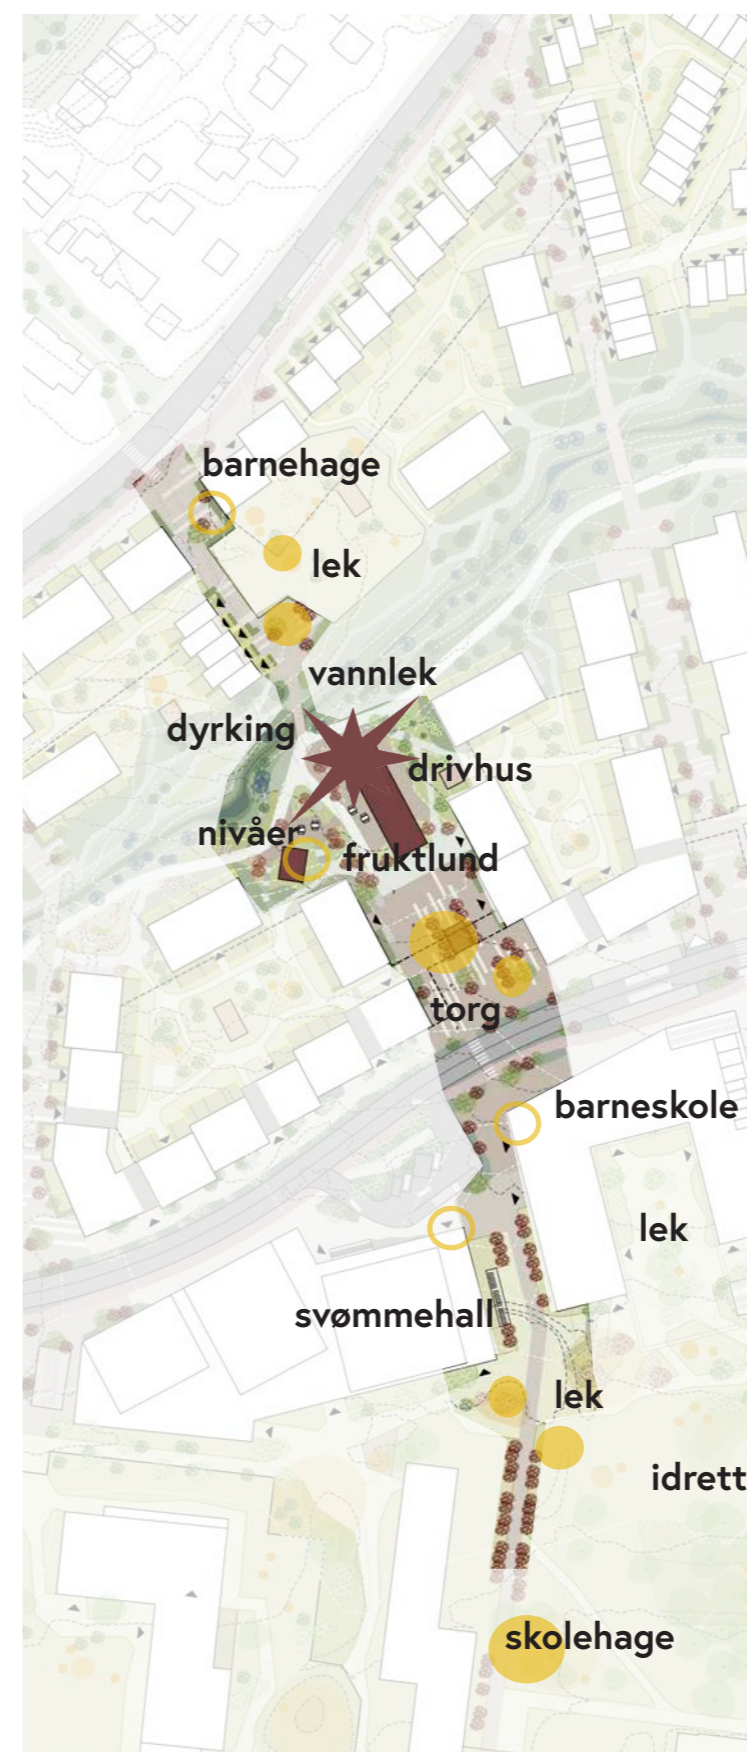 barnehage
lek
vannlek
dyrking
drivhus
nivåer
fruktlund
torg
barneskole
lek
svømmehall
lek
idrett
skolehage